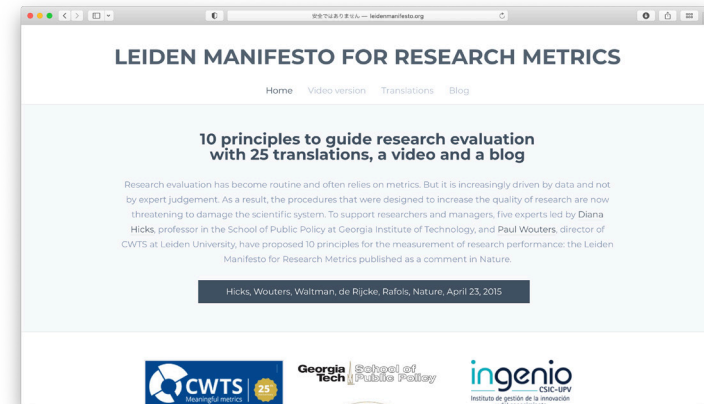 安全ではありません — leidenmanifesto.org
LEIDEN MANIFESTO FOR RESEARCH METRICS
Home Video version Translations Blog
10 principles to guide research evaluation
with 25 translations, a video and a blog
Research evaluation has become routine and often relies on metrics. But it is increasingly driven by data and not
by expert judgement. As a result, the procedures that were designed to increase the quality of research are now
threatening to damage the scientific system. To support researchers and managers, five experts led by Diana
Hicks, professor in the School of Public Policy at Georgia Institute of Technology, and Paul Wouters, director of
CWTS at Leiden University, have proposed 10 principles for the measurement of research performance: the Leiden
Manifesto for Research Metrics published as a comment in Nature.
Hicks, Wouters, Waltman, de Rijcke, Rafols, Nature, April 23, 2015
CWTS
Meaningful metrics
25
Georgia Tech
School of Public Policy
ingenio
CSIC-UPV
Instituto de gestión de la innovación